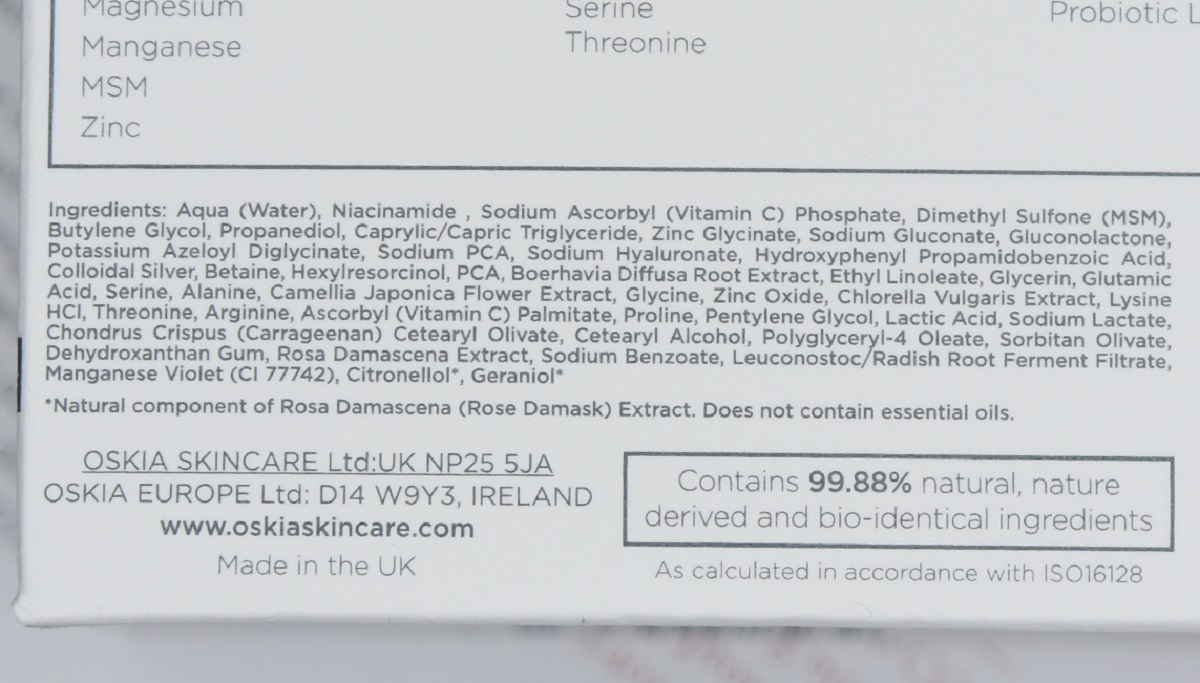 Magnesium
Manganese
MSM
Zinc
Serine
Threonine
Probiotic L
Ingredients: Aqua (Water), Niacinamide , Sodium Ascorbyl (Vitamin C) Phosphate, Dimethyl Sulfone (MSM),
Butylene Glycol, Propanediol, Caprylic/Capric Triglyceride, Zinc Glycinate, Sodium Gluconate, Gluconolactone,
Potassium Azeloyl Diglycinate, Sodium PCA, Sodium Hyaluronate, Hydroxyphenyl Propamidobenzoic Acid,
Colloidal Silver, Betaine, Hexylresorcinol, PCA, Boerhavia Diffusa Root Extract, Ethyl Linoleate, Glycerin, Glutamic
Acid, Serine, Alanine, Camellia Japonica Flower Extract, Glycine, Zinc Oxide, Chlorella Vulgaris Extract, Lysine
HCl, Threonine, Arginine, Ascorbyl (Vitamin C) Palmitate, Proline, Pentylene Glycol, Lactic Acid, Sodium Lactate,
Chondrus Crispus (Carrageenan) Cetearyl Olivate, Cetearyl Alcohol, Polyglyceryl-4 Oleate, Sorbitan Olivate,
Dehydroxanthan Gum, Rosa Damascena Extract, Sodium Benzoate, Leuconostoc/Radish Root Ferment Filtrate,
Manganese Violet (CI 77742), Citronellol*, Geraniol*
*Natural component of Rosa Damascena (Rose Damask) Extract. Does not contain essential oils.
OSKIA SKINCARE Ltd:UK NP25 5JA
OSKIA EUROPE Ltd: D14 W9Y3, IRELAND
www.oskiaskincare.com
Made in the UK
Contains 99.88% natural, nature
derived and bio-identical ingredients
As calculated in accordance with ISO16128